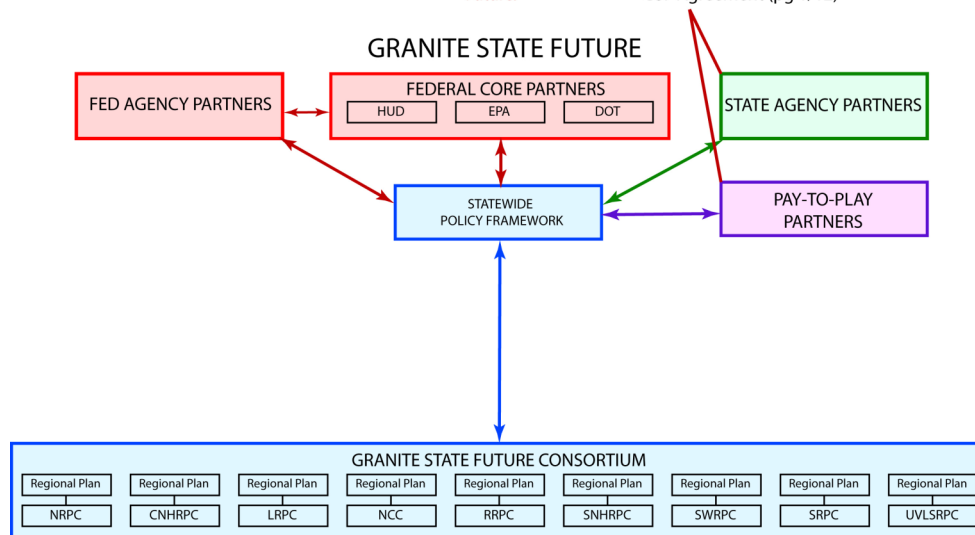 GRANITE STATE FUTURE
FED AGENCY PARTNERS
FEDERAL CORE PARTNERS
HUD EPA DOT
STATE AGENCY PARTNERS
STATEWIDE
POLICY FRAMEWORK
PAY-TO-PLAY
PARTNERS
GRANITE STATE FUTURE CONSORTIUM
Regional Plan Regional Plan Regional Plan Regional Plan Regional Plan Regional Plan Regional Plan Regional Plan Regional Plan
NRPC CNHRPC LRPC NCC RRPC SNHRPC SWRPC SRPC UVLSRPC